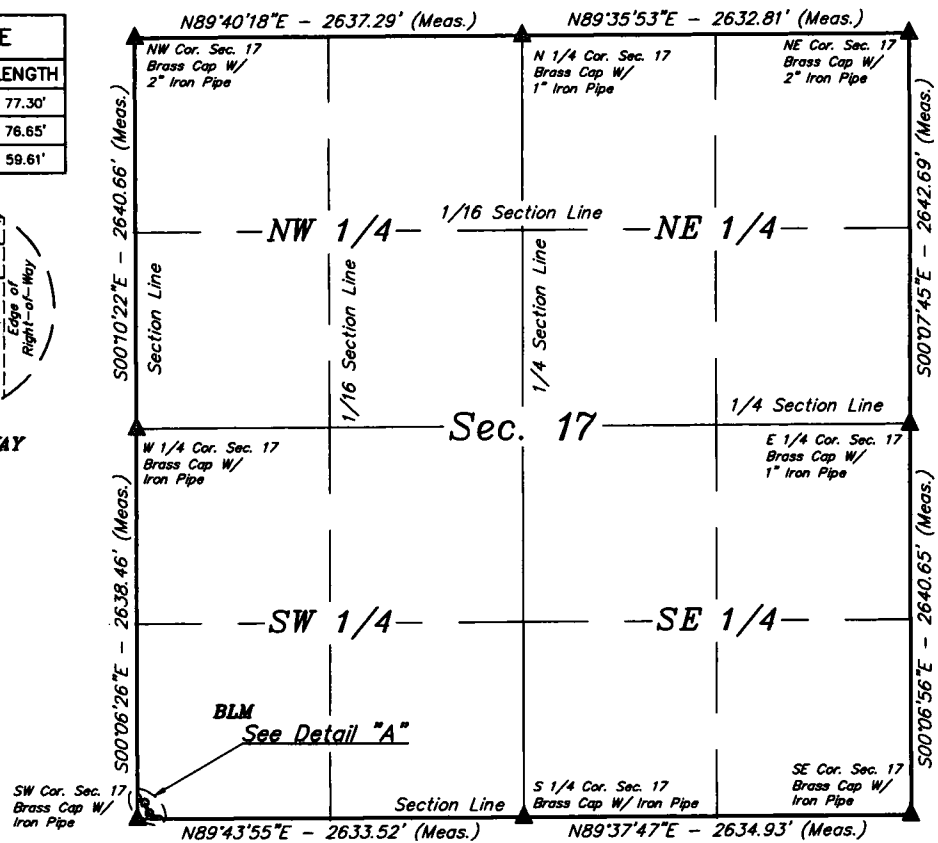 N89°40'18"E - 2637.29' (Meas.)
N89°35'53"E - 2632.81' (Meas.)
E
LENGTH
77.30'
76.65'
59.61'
NW Cor. Sec. 17
Brass Cap W/
2" Iron Pipe
N 1/4 Cor. Sec. 17
Brass Cap W/
1" Iron Pipe
NE Cor. Sec. 17
Brass Cap W/
2" Iron Pipe
S00°10'22"E - 2640.66' (Meas.)
Section Line
NW 1/4
1/16 Section Line
NE 1/4
1/16 Section Line
1/4 Section Line
S00°07'45"E - 2642.69' (Meas.)
Edge of
Right-of-Way
AY
W 1/4 Cor. Sec. 17
Brass Cap W/
Iron Pipe
Sec. 17
1/4 Section Line
E 1/4 Cor. Sec. 17
Brass Cap W/
1" Iron Pipe
S00°06'26"E - 2638.46' (Meas.)
SW 1/4
SE 1/4
S00°06'56"E - 2640.65' (Meas.)
BLM
See Detail "A"
SW Cor. Sec. 17
Brass Cap W/
Iron Pipe
Section Line
S 1/4 Cor. Sec. 17
Brass Cap W/ Iron Pipe
SE Cor. Sec. 17
Brass Cap W/
Iron Pipe
N89°43'55"E - 2633.52' (Meas.)
N89°37'47"E - 2634.93' (Meas.)